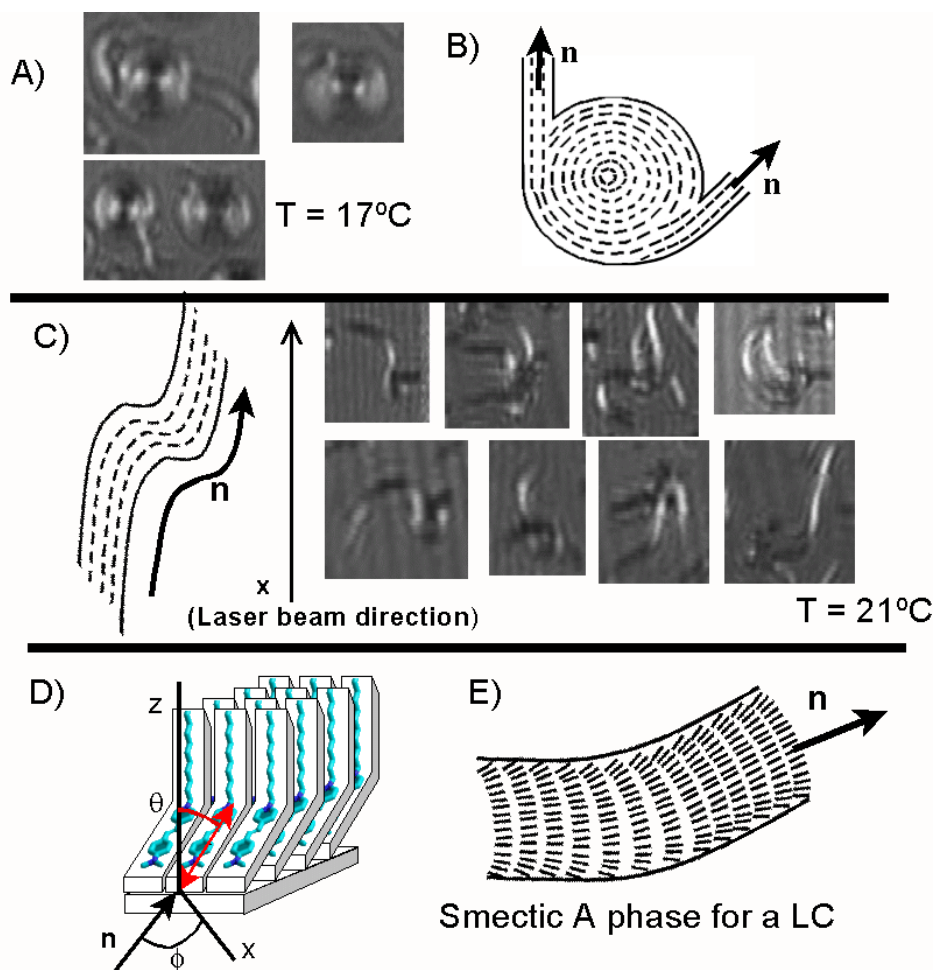 A)
B)
n
n
T = 17ºC
C)
n
x
(Laser beam direction)
T = 21ºC
D)
z
θ
n
ϕ
x
E)
n
Smectic A phase for a LC